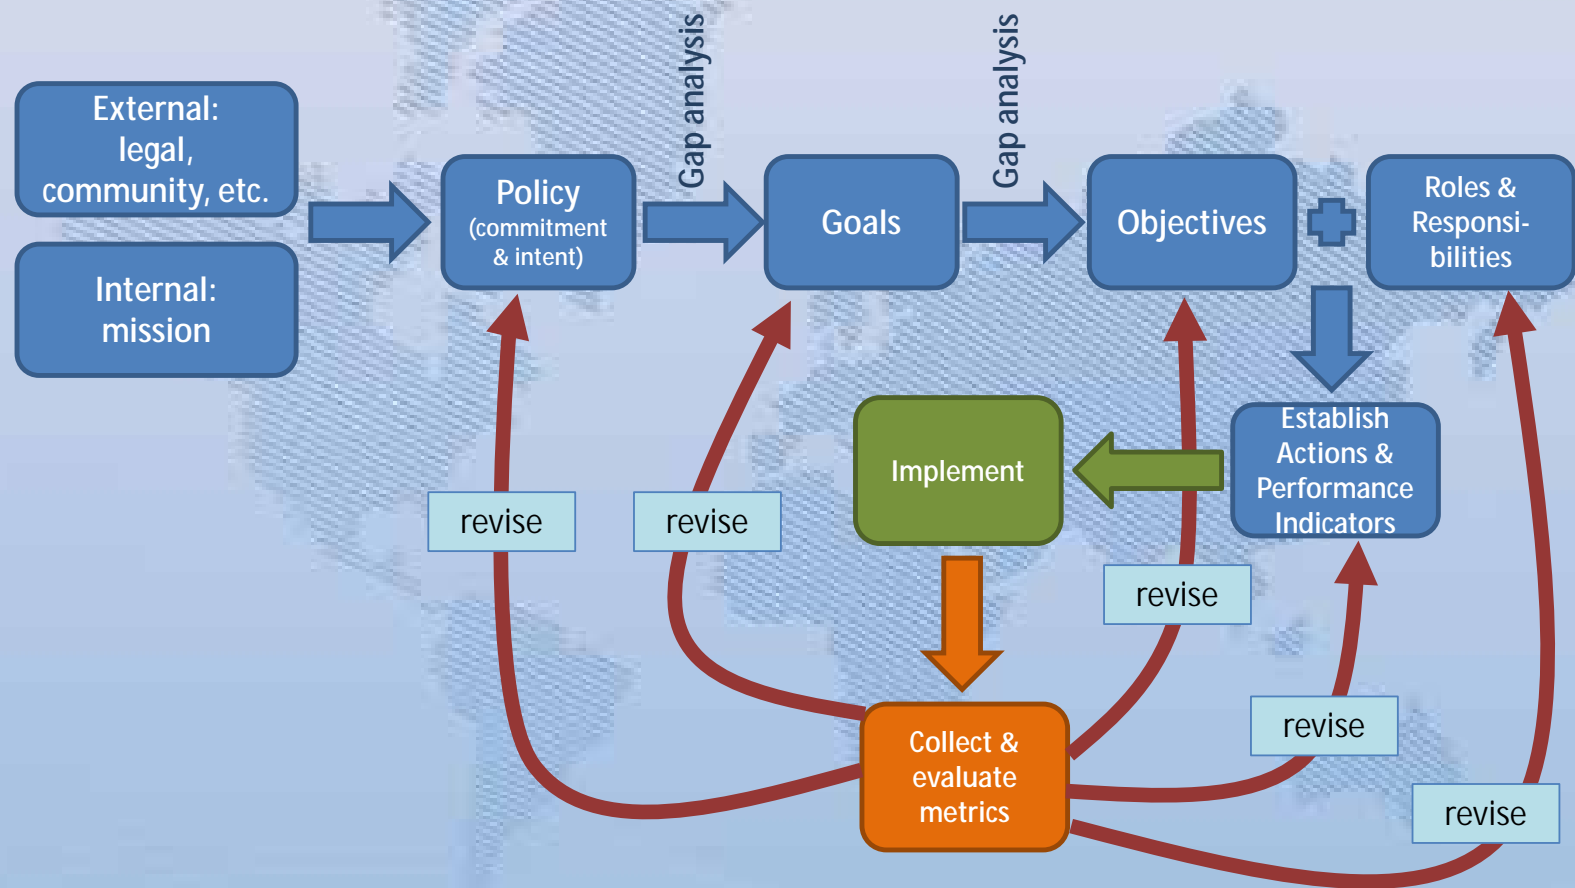 External:
legal,
community, etc.
Internal:
mission
Policy
(commitment
& intent)
Gap analysis
Goals
Gap analysis
Objectives
Roles &
Responsi-
bilities
Establish
Actions &
Performance
Indicators
Implement
revise
revise
revise
revise
revise
Collect &
evaluate
metrics